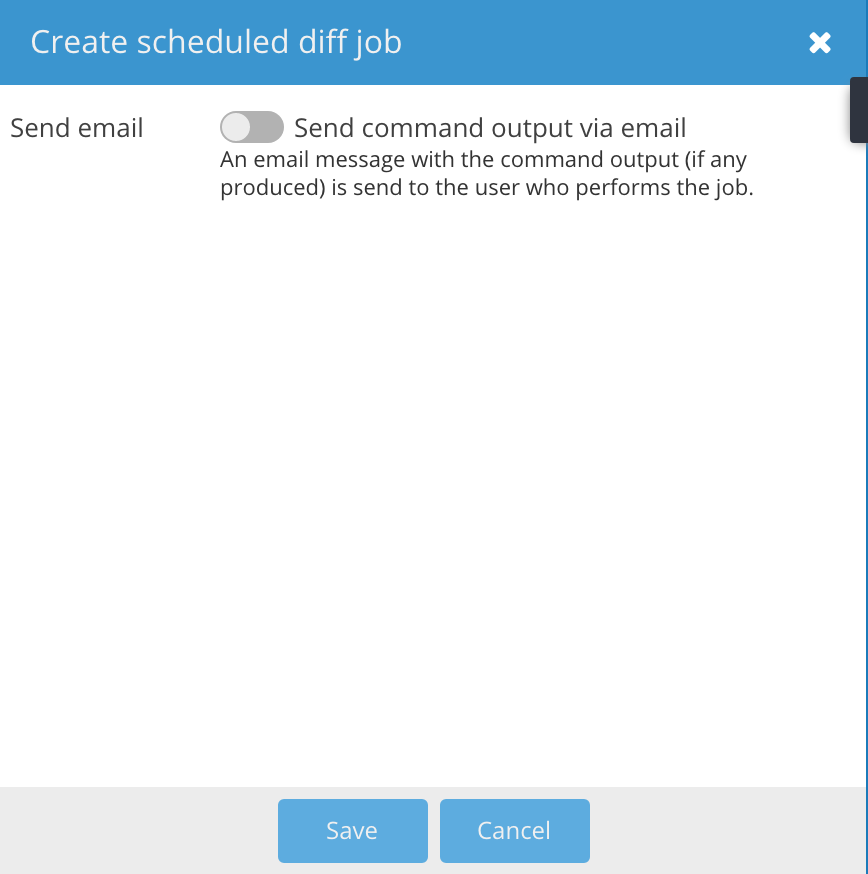 Create scheduled diff job
Send email
Send command output via email
An email message with the command output (if any
produced) is send to the user who performs the job.
Save
Cancel